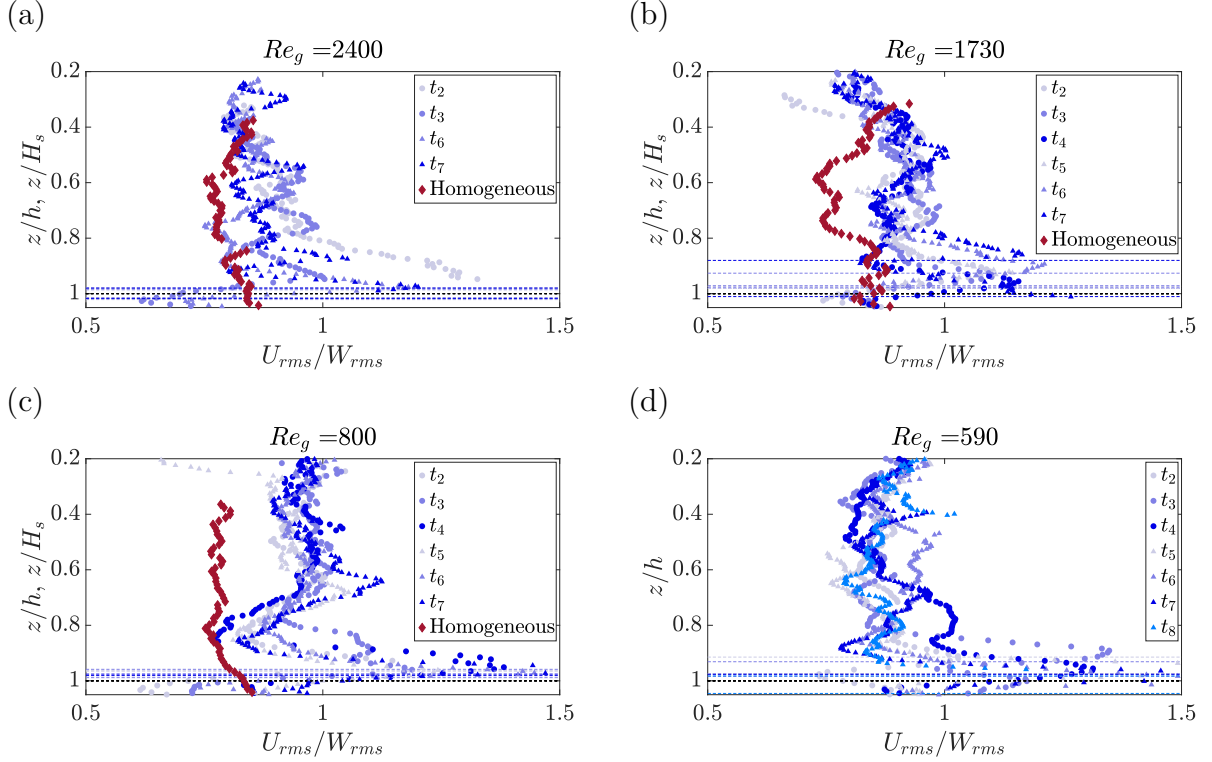 (a)
Re_g =2400
0.2
0.4
0.6
0.8
1
z/h, z/H_s
0.5
1
1.5
U_rms/W_rms
t_2
t_3
t_6
t_7
Homogeneous
(b)
Re_g =1730
0.2
0.4
0.6
0.8
1
z/h, z/H_s
0.5
1
1.5
U_rms/W_rms
t_2
t_3
t_4
t_5
t_6
t_7
Homogeneous
(c)
Re_g =800
0.2
0.4
0.6
0.8
1
z/h, z/H_s
0.5
1
1.5
U_rms/W_rms
t_2
t_3
t_4
t_5
t_6
t_7
Homogeneous
(d)
Re_g =590
0.2
0.4
0.6
0.8
1
z/h
0.5
1
1.5
U_rms/W_rms
t_2
t_3
t_4
t_5
t_6
t_7
t_8